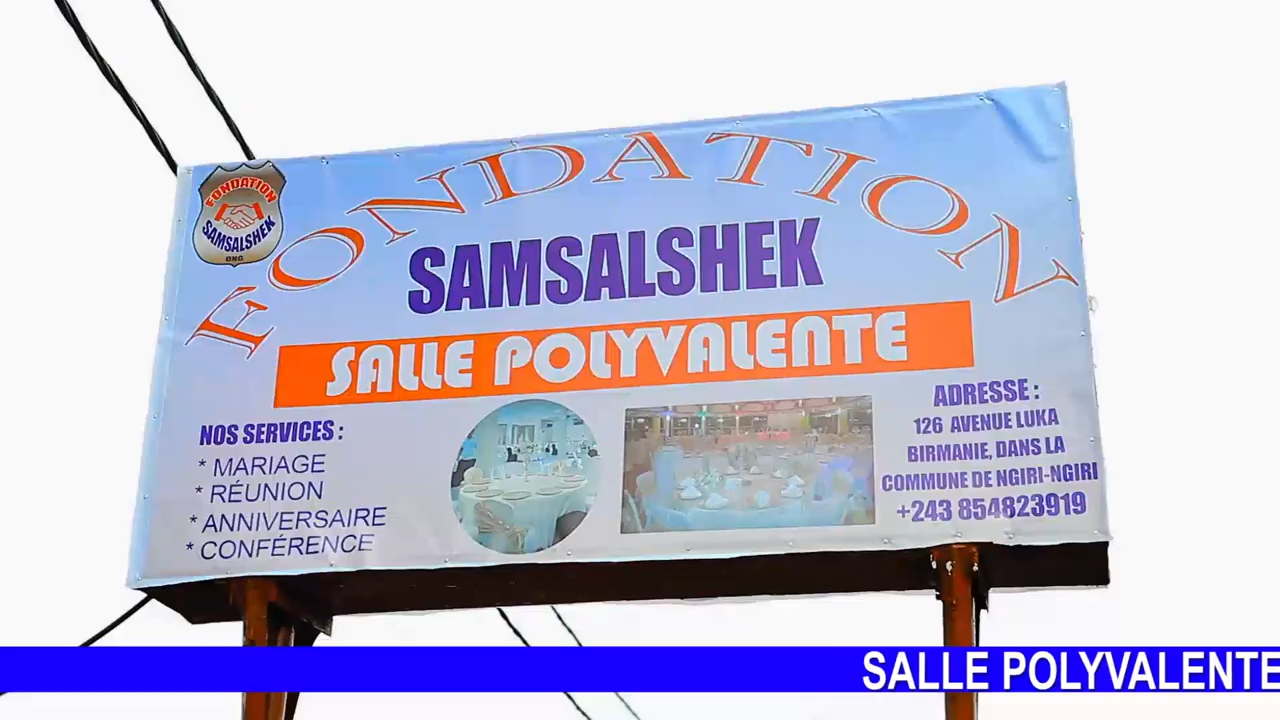 FONDATION
SAMSALSHEK
ONG
FONDATION
SAMSALSHEK
SALLE POLYVALENTE
NOS SERVICES :
* MARIAGE
* RÉUNION
* ANNIVERSAIRE
* CONFÉRENCE
ADRESSE :
126 AVENUE LUKA
BIRMANIE, DANS LA
COMMUNE DE NGIRI-NGIRI
+243 854823919
SALLE POLYVALENTE